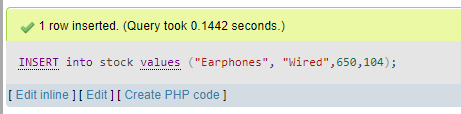 1 row inserted. (Query took 0.1442 seconds.)
INSERT into stock values ("Earphones", "Wired",650,104);
[ Edit inline ] [ Edit ] [ Create PHP code ]